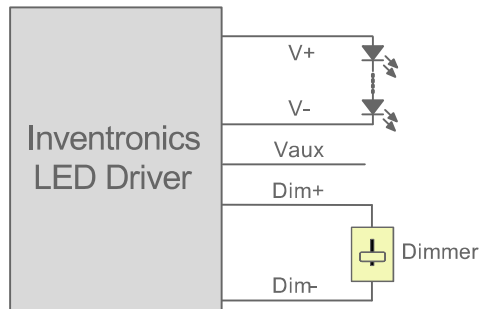 Inventronics
LED Driver
V+
V-
Vaux
Dim+
Dimmer
Dim-